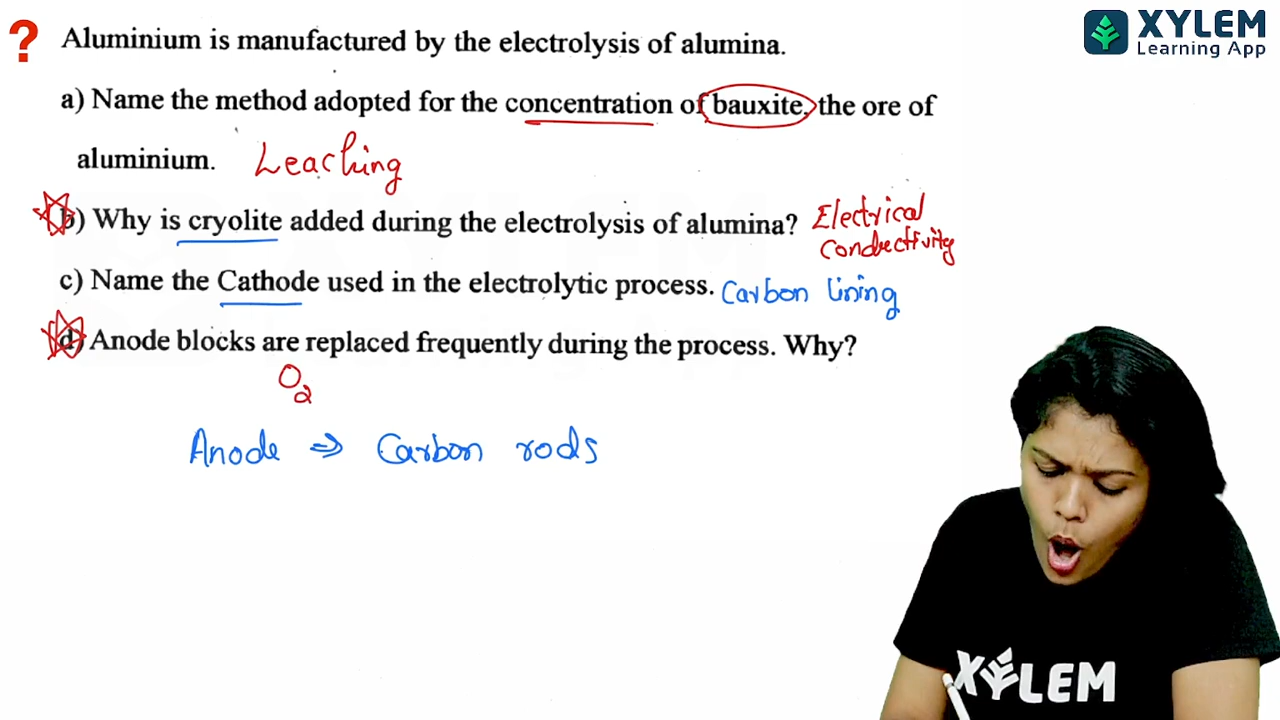 ?
XYLEM
Learning App
Aluminium is manufactured by the electrolysis of alumina.
a) Name the method adopted for the concentration of bauxite, the ore of
aluminium. Leaching
b) Why is cryolite added during the electrolysis of alumina? Electrical
conductivity
c) Name the Cathode used in the electrolytic process. Carbon lining
d) Anode blocks are replaced frequently during the process. Why?
O2
Anode ⇒ Carbon rods
XYLEM